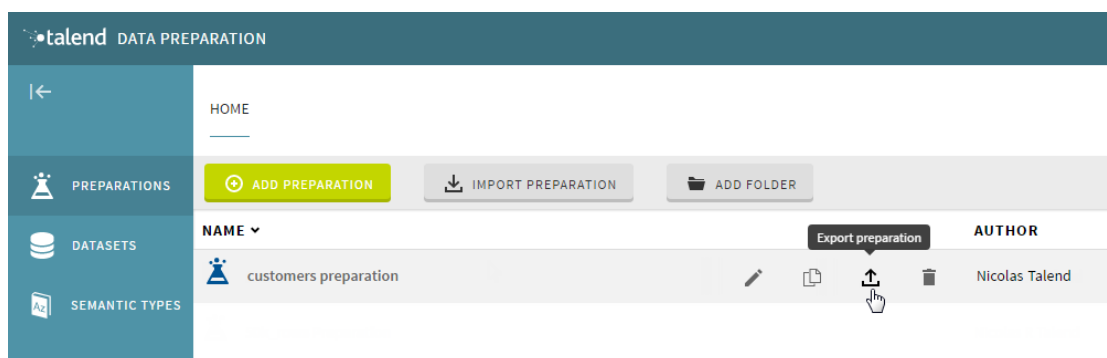 talend DATA PREPARATION
HOME
PREPARATIONS
ADD PREPARATION
IMPORT PREPARATION
ADD FOLDER
DATASETS
NAME
Export preparation
AUTHOR
customers preparation
Nicolas Talend
AZ
SEMANTIC TYPES